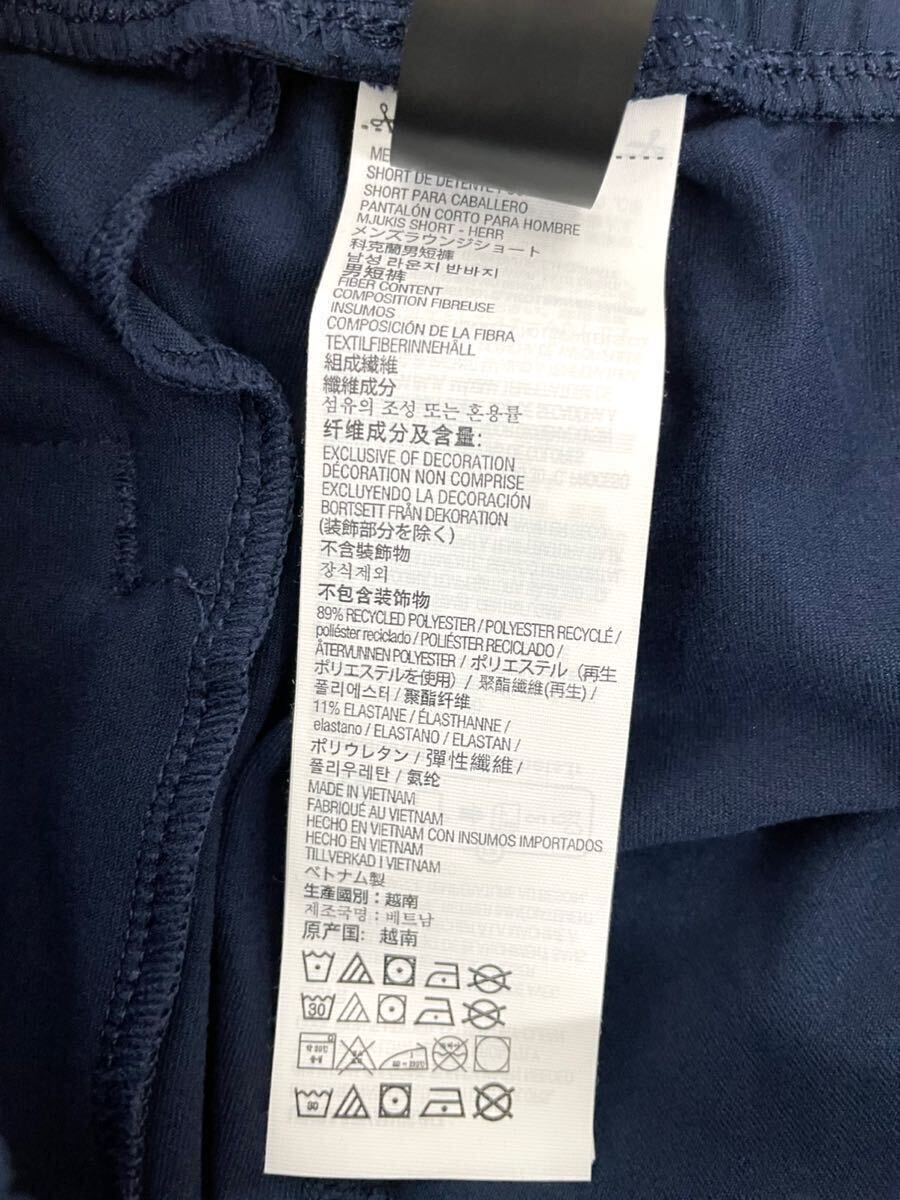 SHORT DE DÉTENTE
SHORT PARA CABALLERO
PANTALÓN CORTO PARA HOMBRE
MJUKIS SHORT - HERR
メンズラウンジショート
科克蘭男短褲
남성 라운지 반바지
男短裤
FIBER CONTENT
COMPOSITION FIBREUSE
INSUMOS
COMPOSICIÓN DE LA FIBRA
TEXTILFIBERINNEHÅLL
組成繊維
纖維成分
섬유의 조성 또는 혼용률
纤维成分及含量:
EXCLUSIVE OF DECORATION
DÉCORATION NON COMPRISE
EXCLUYENDO LA DECORACIÓN
BORTSETT FRÅN DEKORATION
(装飾部分を除く)
不含裝飾物
장식제외
不包含装饰物
89% RECYCLED POLYESTER / POLYESTER RECYCLÉ /
poliéster reciclado / POLIÉSTER RECICLADO /
ÅTERVUNNEN POLYESTER / ポリエステル (再生
ポリエステルを使用) / 聚酯纖維(再生) /
폴리에스터 / 聚酯纤维
11% ELASTANE / ÉLASTHANNE /
elastano / ELASTANO / ELASTAN /
ポリウレタン / 彈性纖維 /
폴리우레탄 / 氨纶
MADE IN VIETNAM
FABRIQUÉ AU VIETNAM
HECHO EN VIETNAM CON INSUMOS IMPORTADOS
HECHO EN VIETNAM
TILLVERKAD I VIETNAM
ベトナム製
生產國別：越南
제조국명 : 베트남
原产国: 越南
30
30